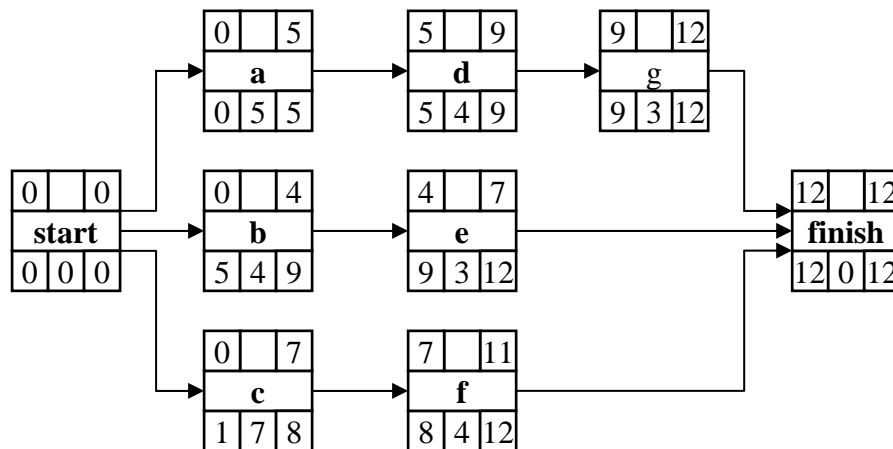 0 5
a
0 5 5
5 9
d
5 4 9
9 12
g
9 3 12
0 0
start
0 0 0
0 4
b
5 4 9
4 7
e
9 3 12
12 12
finish
12 0 12
0 7
c
1 7 8
7 11
f
8 4 12